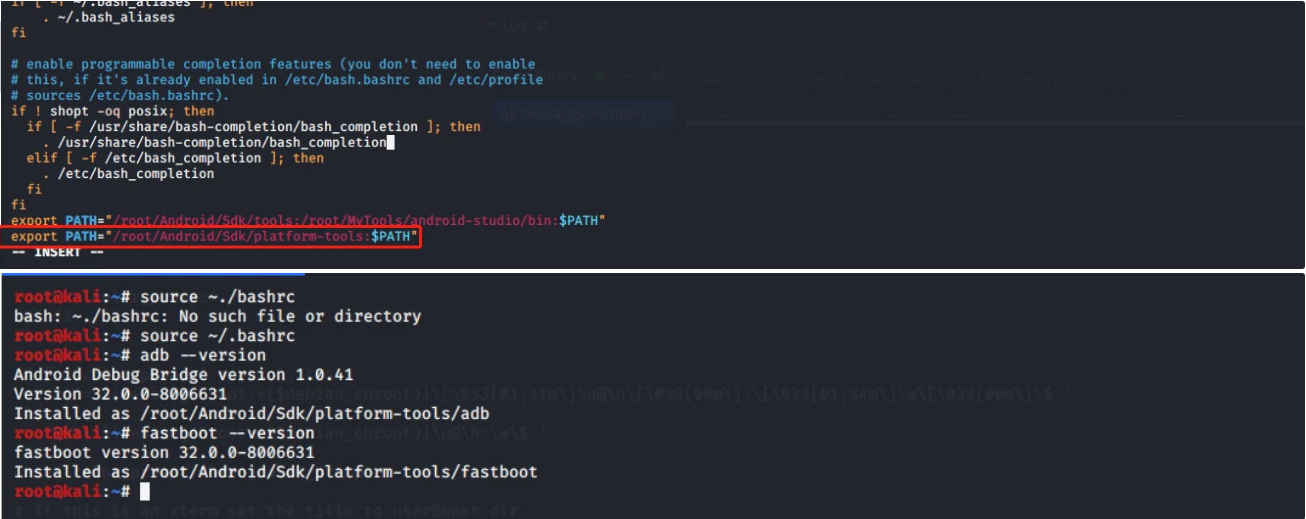 if [ -f ~/.bash_aliases ]; then
    . ~/.bash_aliases
fi
LogCat
# enable programmable completion features (you don't need to enable
# this, if it's already enabled in /etc/bash.bashrc and /etc/profile
# sources /etc/bash.bashrc).
All messages (no filters)
if ! shopt -oq posix; then
  if [ -f /usr/share/bash-completion/bash_completion ]; then
    . /usr/share/bash-completion/bash_completion
  elif [ -f /etc/bash_completion ]; then
    . /etc/bash_completion
  fi
fi
export PATH="/root/Android/Sdk/tools:/root/MyTools/android-studio/bin:$PATH"
export PATH="/root/Android/Sdk/platform-tools:$PATH"
-- INSERT --
root@kali:~# source ~./bashrc
bash: ~./bashrc: No such file or directory
root@kali:~# source ~/.bashrc
root@kali:~# adb --version
Android Debug Bridge version 1.0.41
Version 32.0.0-8006631
Installed as /root/Android/Sdk/platform-tools/adb
root@kali:~# fastboot --version
fastboot version 32.0.0-8006631
Installed as /root/Android/Sdk/platform-tools/fastboot
root@kali:~#
# If this is an xterm set the title to user@host:dir